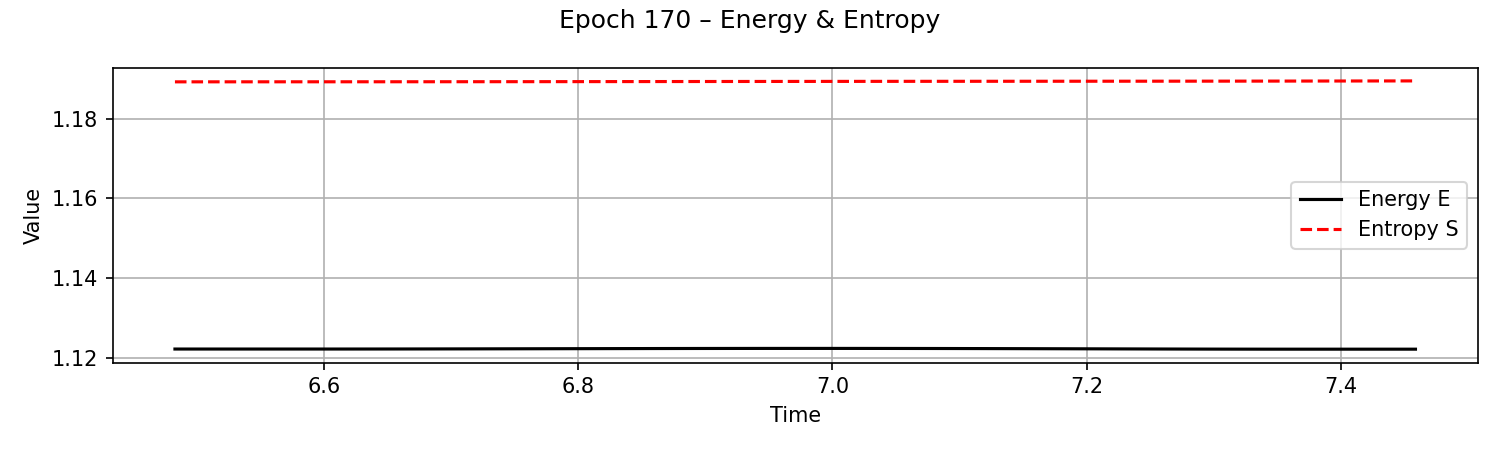 Epoch 170 – Energy & Entropy
1.18
1.16
1.14
1.12
Value
Energy E
Entropy S
6.6 6.8 7.0 7.2 7.4
Time